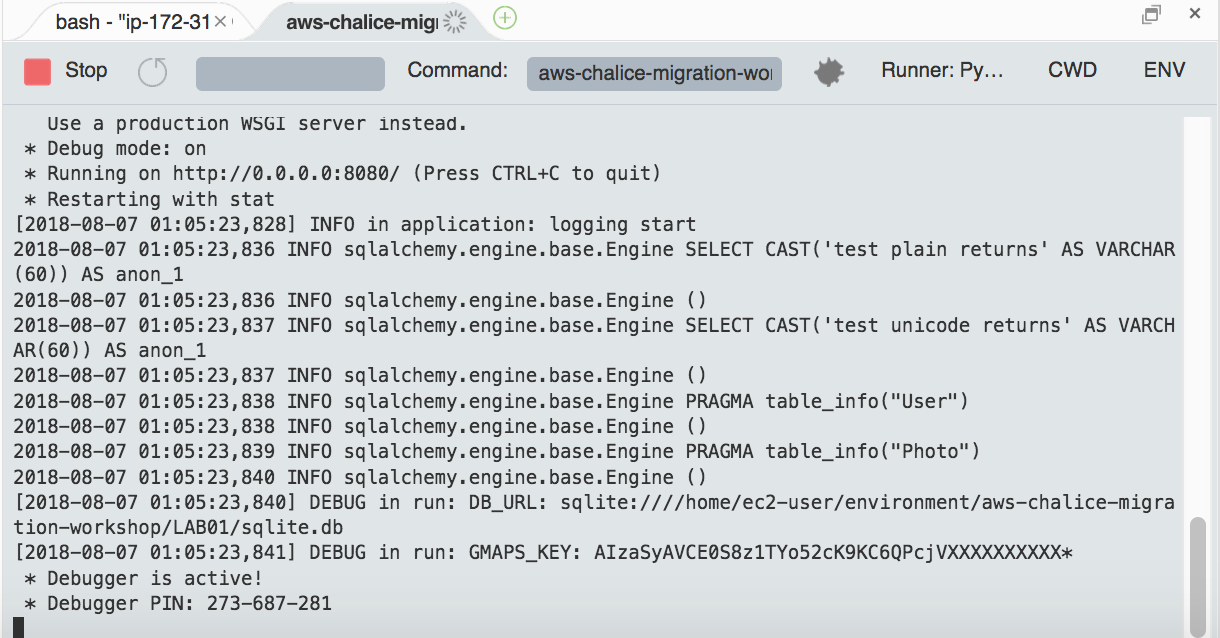 bash - "ip-172-31
aws-chalice-mig
Stop
Command:
aws-chalice-migration-wor
Runner: Py…
CWD
ENV
Use a production WSGI server instead.
* Debug mode: on
* Running on http://0.0.0.0:8080/ (Press CTRL+C to quit)
* Restarting with stat
[2018-08-07 01:05:23,828] INFO in application: logging start
2018-08-07 01:05:23,836 INFO sqlalchemy.engine.base.Engine SELECT CAST('test plain returns' AS VARCHAR
(60)) AS anon_1
2018-08-07 01:05:23,836 INFO sqlalchemy.engine.base.Engine ()
2018-08-07 01:05:23,837 INFO sqlalchemy.engine.base.Engine SELECT CAST('test unicode returns' AS VARCH
AR(60)) AS anon_1
2018-08-07 01:05:23,837 INFO sqlalchemy.engine.base.Engine ()
2018-08-07 01:05:23,838 INFO sqlalchemy.engine.base.Engine PRAGMA table_info("User")
2018-08-07 01:05:23,838 INFO sqlalchemy.engine.base.Engine ()
2018-08-07 01:05:23,839 INFO sqlalchemy.engine.base.Engine PRAGMA table_info("Photo")
2018-08-07 01:05:23,840 INFO sqlalchemy.engine.base.Engine ()
[2018-08-07 01:05:23,840] DEBUG in run: DB_URL: sqlite:////home/ec2-user/environment/aws-chalice-migra
tion-workshop/LAB01/sqlite.db
[2018-08-07 01:05:23,841] DEBUG in run: GMAPS_KEY: AIzaSyAVCE0S8z1TYo52cK9KC6QPcjVXXXXXXXXXX*
* Debugger is active!
* Debugger PIN: 273-687-281